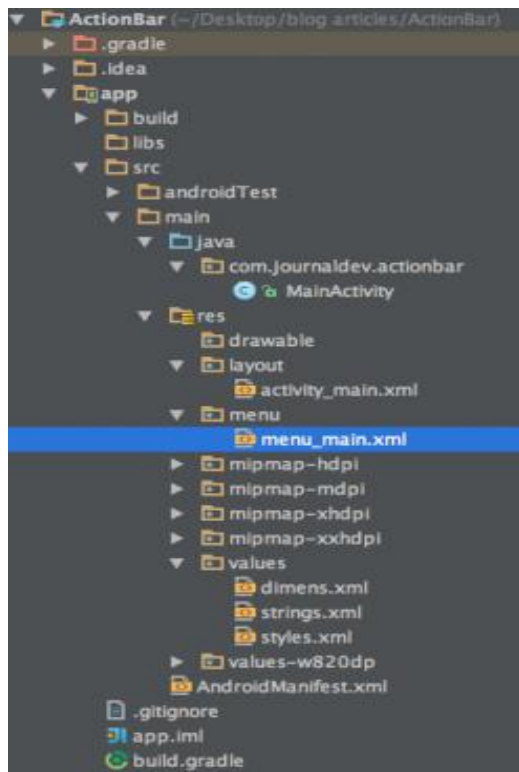 ActionBar (~/Desktop/blog articles/ActionBar)
.gradle
.idea
app
build
libs
src
androidTest
main
java
com.journaldev.actionbar
MainActivity
res
drawable
layout
activity_main.xml
menu
menu_main.xml
mipmap-hdpi
mipmap-mdpi
mipmap-xhdpi
mipmap-xxhdpi
values
dimens.xml
strings.xml
styles.xml
values-w820dp
AndroidManifest.xml
.gitignore
app.iml
build.gradle